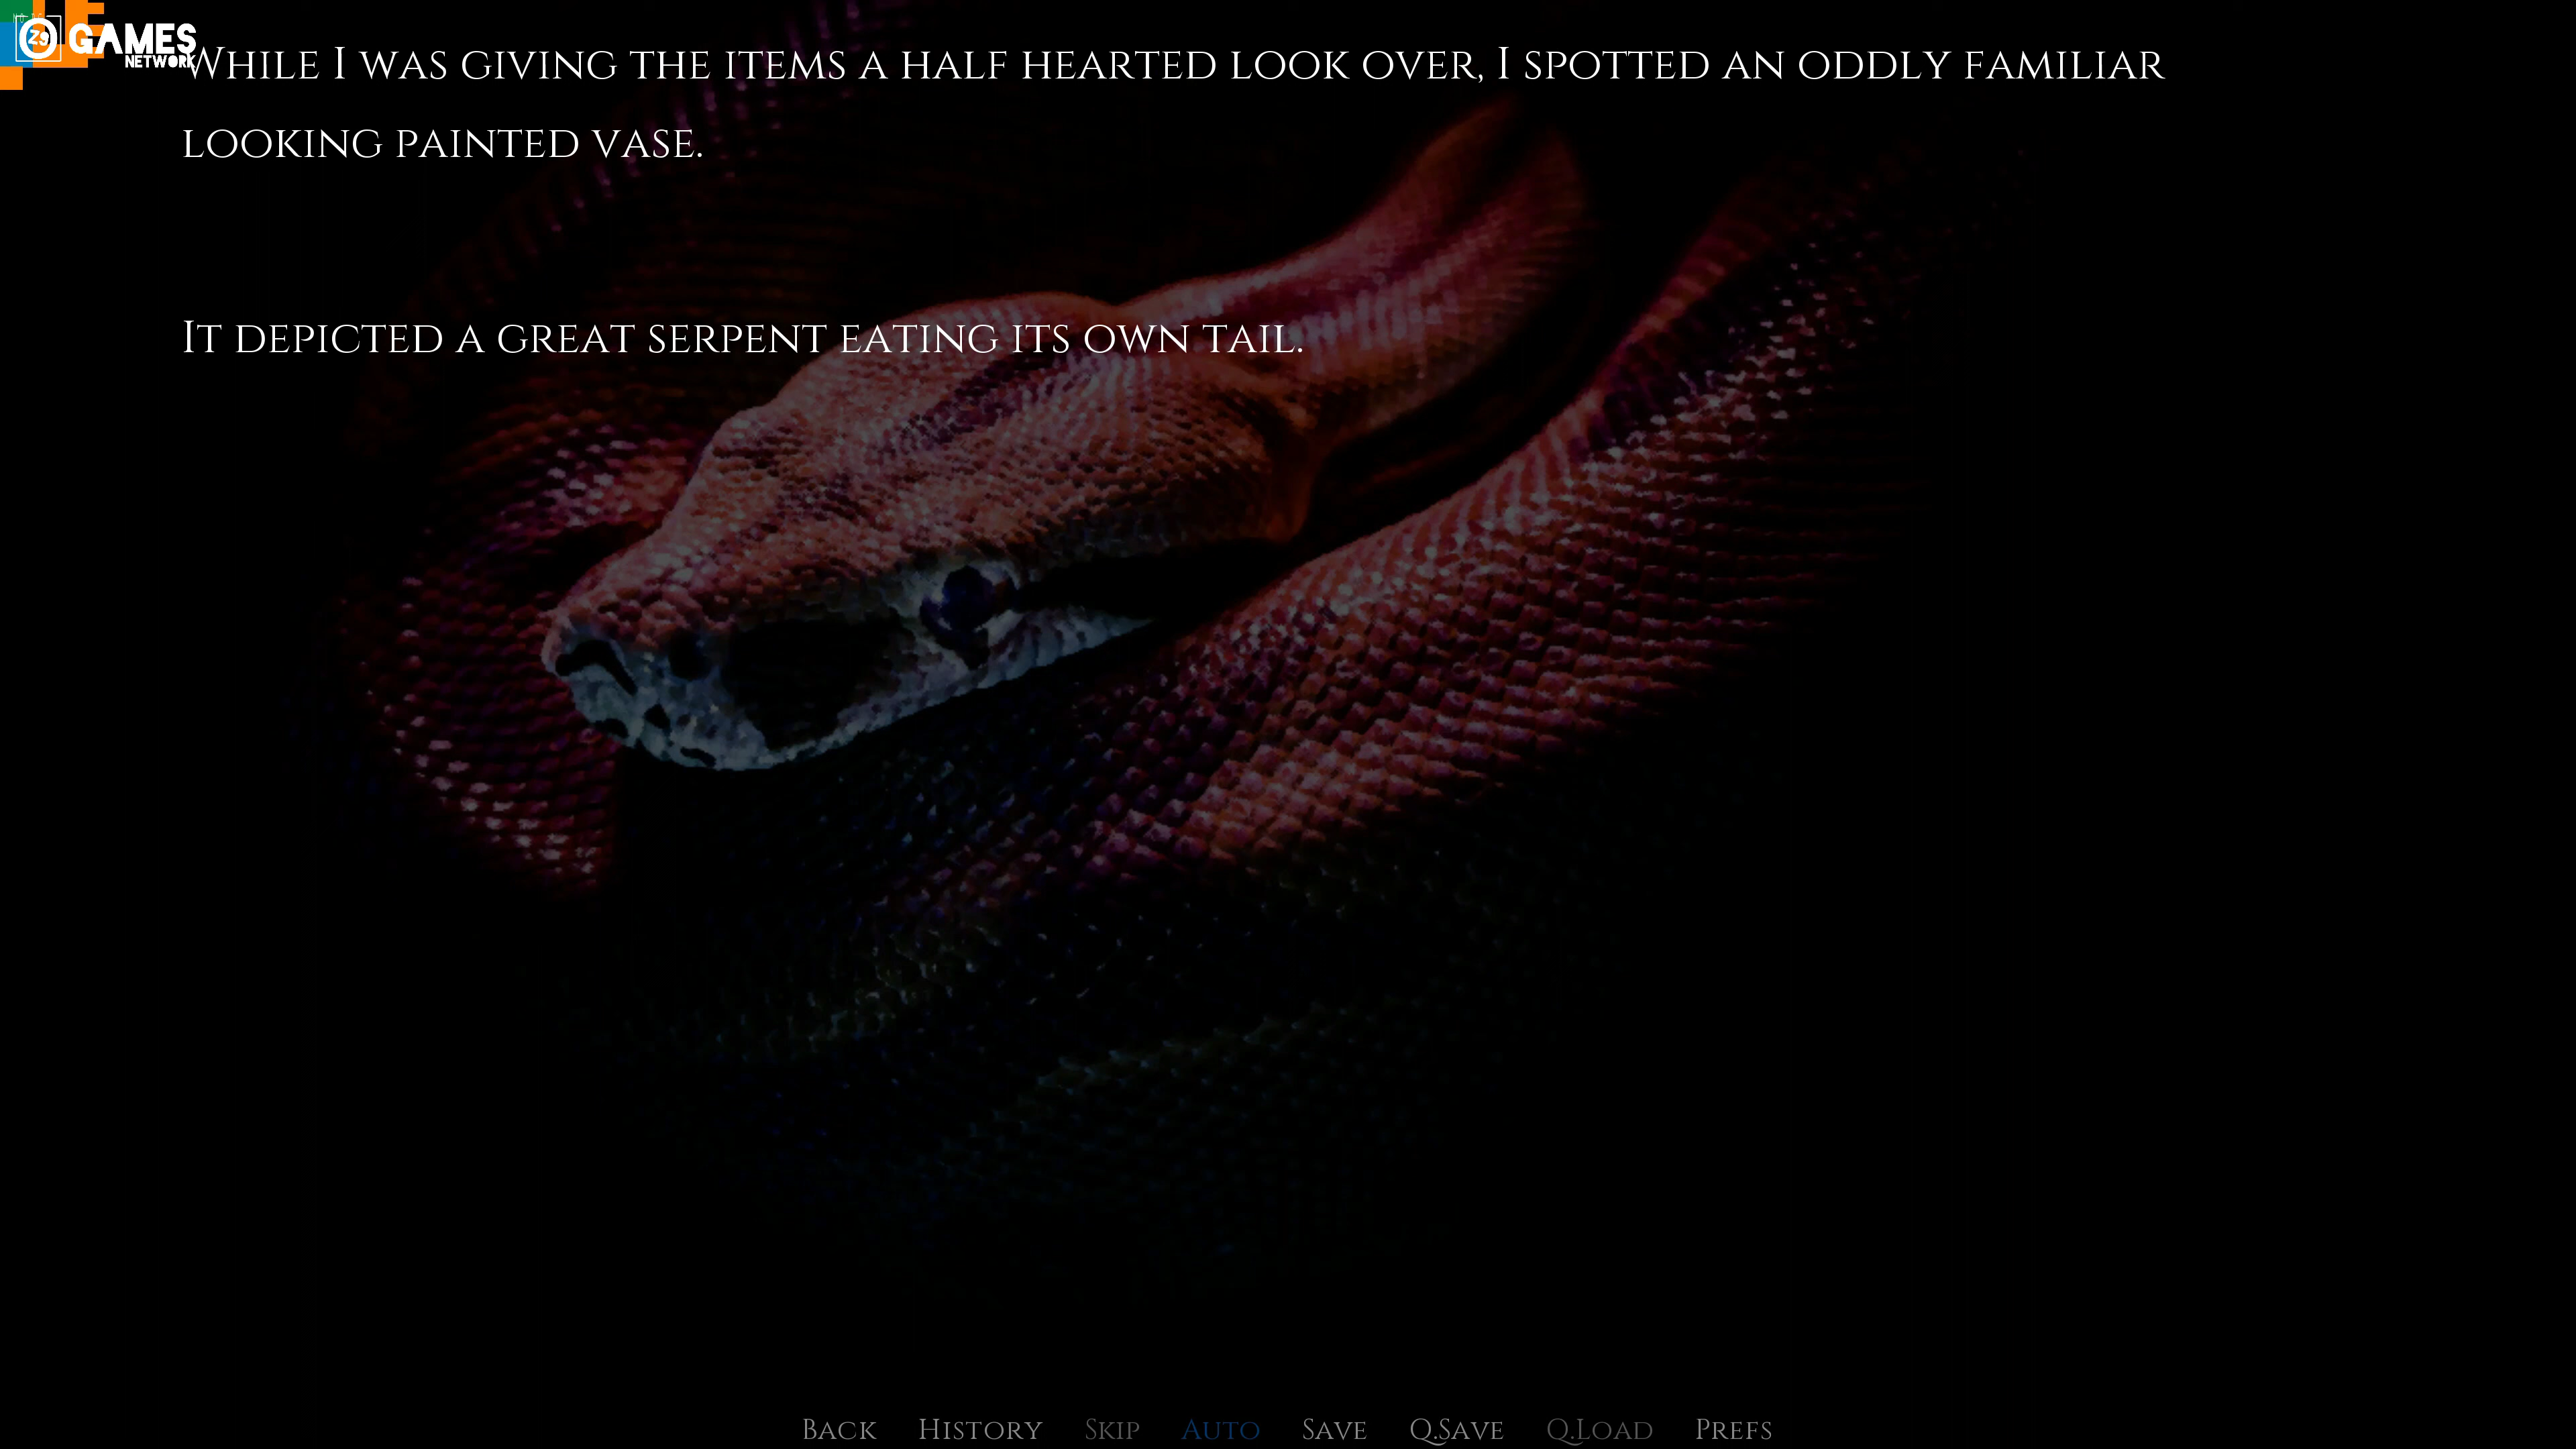 Z9 GAMES
NETWORK
While I was giving the items a half hearted look over, I spotted an oddly familiar
looking painted vase.
It depicted a great serpent eating its own tail.
Back History Skip Auto Save Q.Save Q.Load Prefs